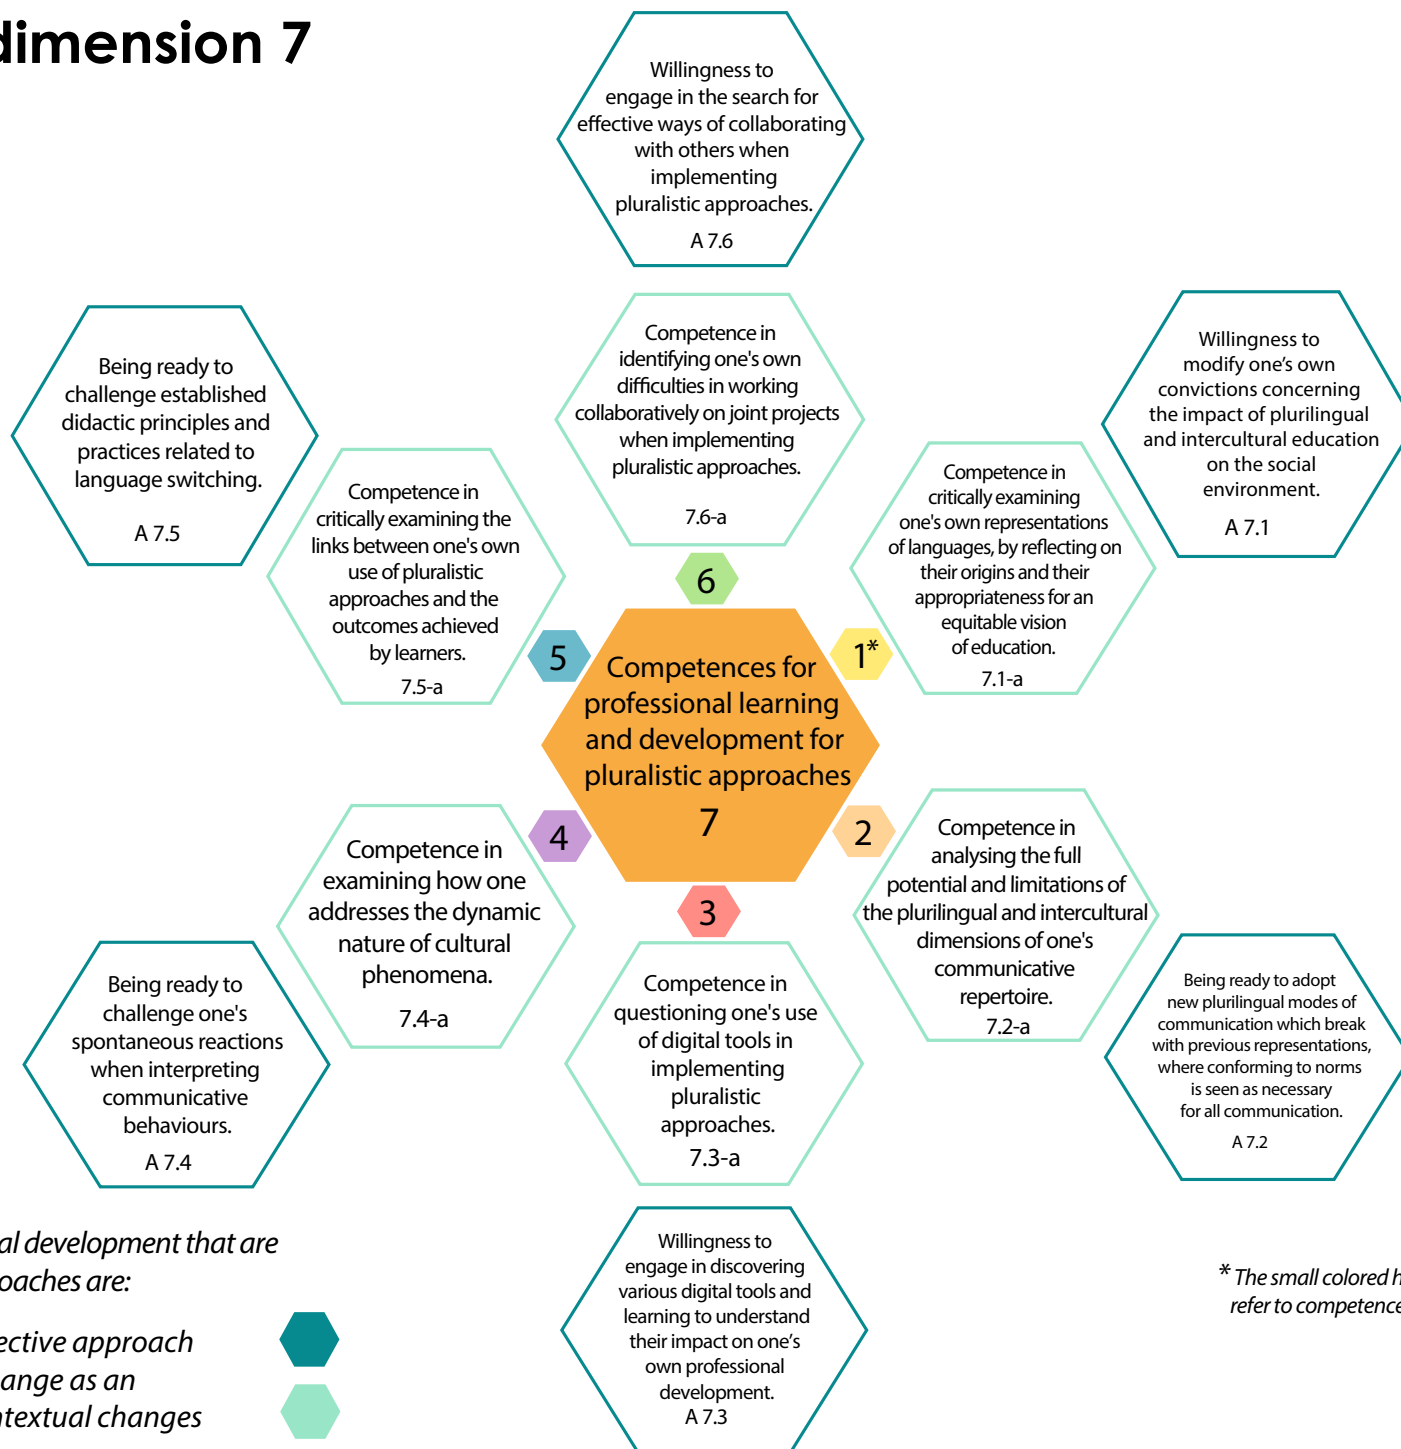 dimension 7
Willingness to
engage in the search for
effective ways of collaborating
with others when
implementing
pluralistic approaches.
A 7.6
Competence in
identifying one's own
difficulties in working
collaboratively on joint projects
when implementing
pluralistic approaches.
7.6-a
6
Willingness to
modify one’s own
convictions concerning
the impact of plurilingual
and intercultural education
on the social
environment.
A 7.1
Competence in
critically examining
one's own representations
of languages, by reflecting on
their origins and their
appropriateness for an
equitable vision
of education.
7.1-a
1*
Being ready to
challenge established
didactic principles and
practices related to
language switching.
A 7.5
Competence in
critically examining the
links between one's own
use of pluralistic
approaches and the
outcomes achieved
by learners.
7.5-a
5
Competences for
professional learning
and development for
pluralistic approaches
7
4
2
3
Competence in
examining how one
addresses the dynamic
nature of cultural
phenomena.
7.4-a
Being ready to
challenge one's
spontaneous reactions
when interpreting
communicative
behaviours.
A 7.4
Competence in
analysing the full
potential and limitations of
the plurilingual and intercultural
dimensions of one's
communicative
repertoire.
7.2-a
Being ready to adopt
new plurilingual modes of
communication which break
with previous representations,
where conforming to norms
is seen as necessary
for all communication.
A 7.2
Competence in
questioning one's use
of digital tools in
implementing
pluralistic
approaches.
7.3-a
Willingness to
engage in discovering
various digital tools and
learning to understand
their impact on one’s
own professional
development.
A 7.3
al development that are
oaches are:
ective approach
ange as an
ntextual changes
* The small colored h
refer to competence